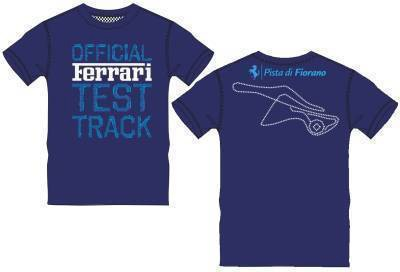 OFFICIAL
Ferrari
TEST
TRACK
Pista di Fiorano